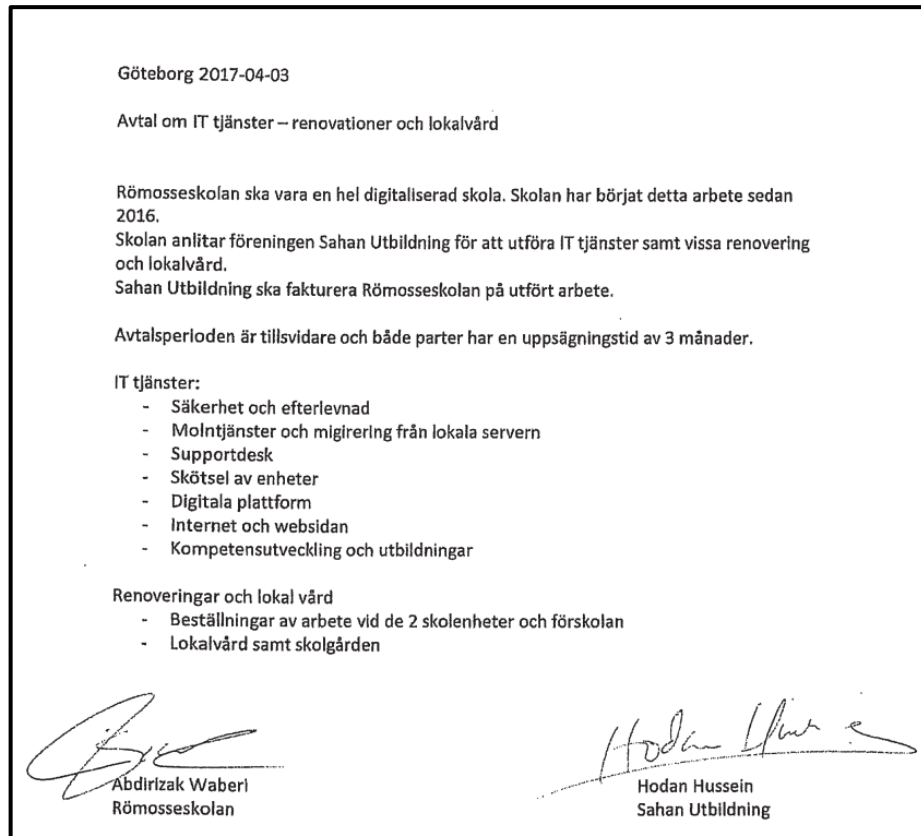 Göteborg 2017-04-03
Avtal om IT tjänster – renovationer och lokalvård
Römosseskolan ska vara en hel digitaliserad skola. Skolan har börjat detta arbete sedan
2016.
Skolan anlitar föreningen Sahan Utbildning för att utföra IT tjänster samt vissa renovering
och lokalvård.
Sahan Utbildning ska fakturera Römosseskolan på utfört arbete.
Avtalsperioden är tillsvidare och både parter har en uppsägningstid av 3 månader.
IT tjänster:
- Säkerhet och efterlevnad
- Molntjänster och migirering från lokala servern
- Supportdesk
- Skötsel av enheter
- Digitala plattform
- Internet och websidan
- Kompetensutveckling och utbildningar
Renoveringar och lokal vård
- Beställningar av arbete vid de 2 skolenheter och förskolan
- Lokalvård samt skolgården
Hodan
Abdirizak Waberi
Römosseskolan
Hodan Hussein
Sahan Utbildning